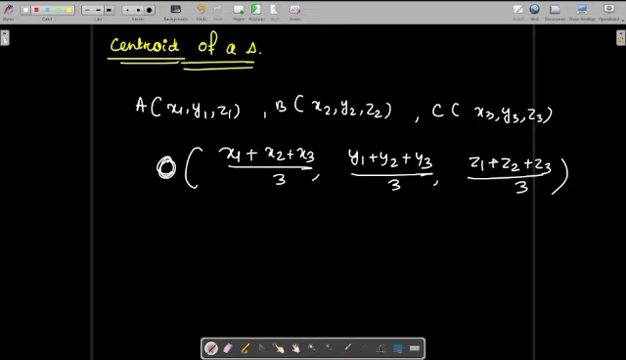 Centroid of a Δ.
A(x1,y1,z1) , B(x2,y2,z2) , C(x3,y3,z3)
O( x1+x2+x3/3, y1+y2+y3/3, z1+z2+z3/3 )